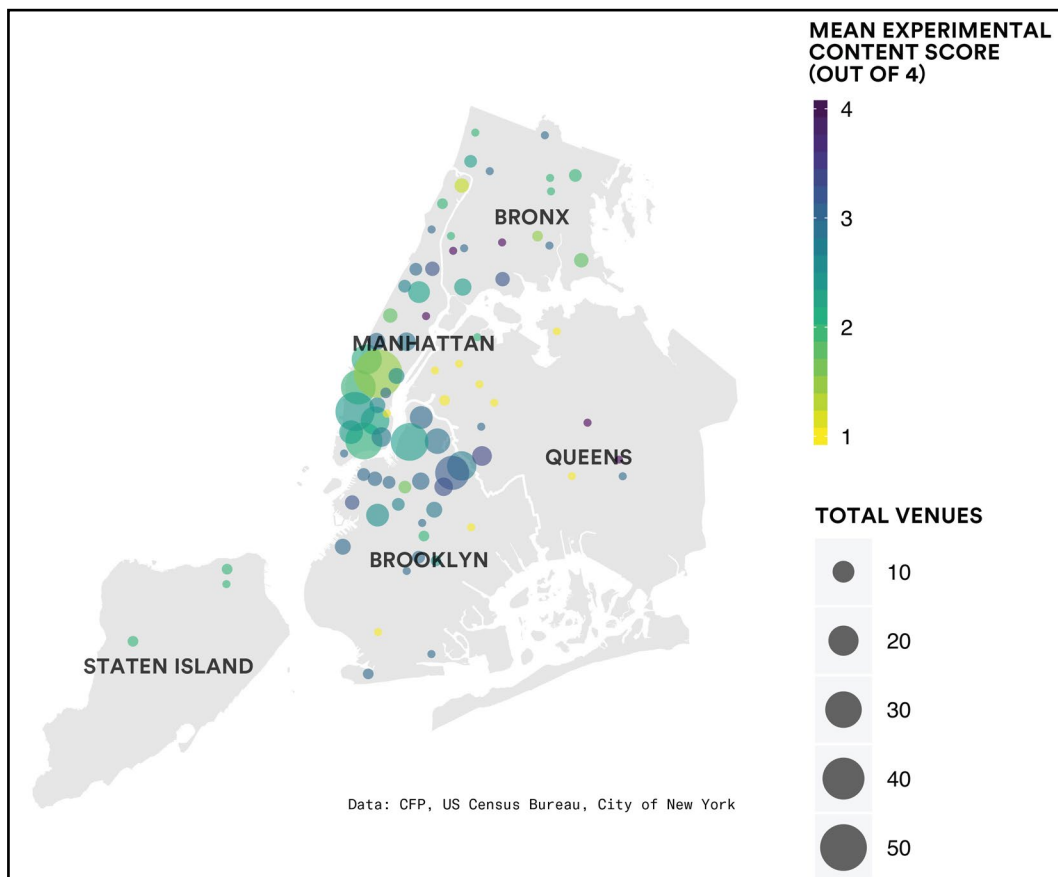 MEAN EXPERIMENTAL
CONTENT SCORE
(OUT OF 4)
4
3
2
1
BRONX
MANHATTAN
QUEENS
BROOKLYN
STATEN ISLAND
TOTAL VENUES
10
20
30
40
50
Data: CFP, US Census Bureau, City of New York